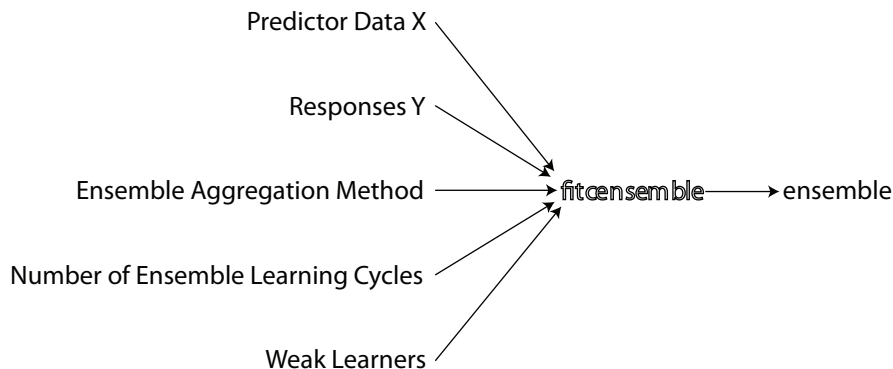 Predictor Data X
Responses Y
Ensemble Aggregation Method
fitcensemble
ensemble
Number of Ensemble Learning Cycles
Weak Learners